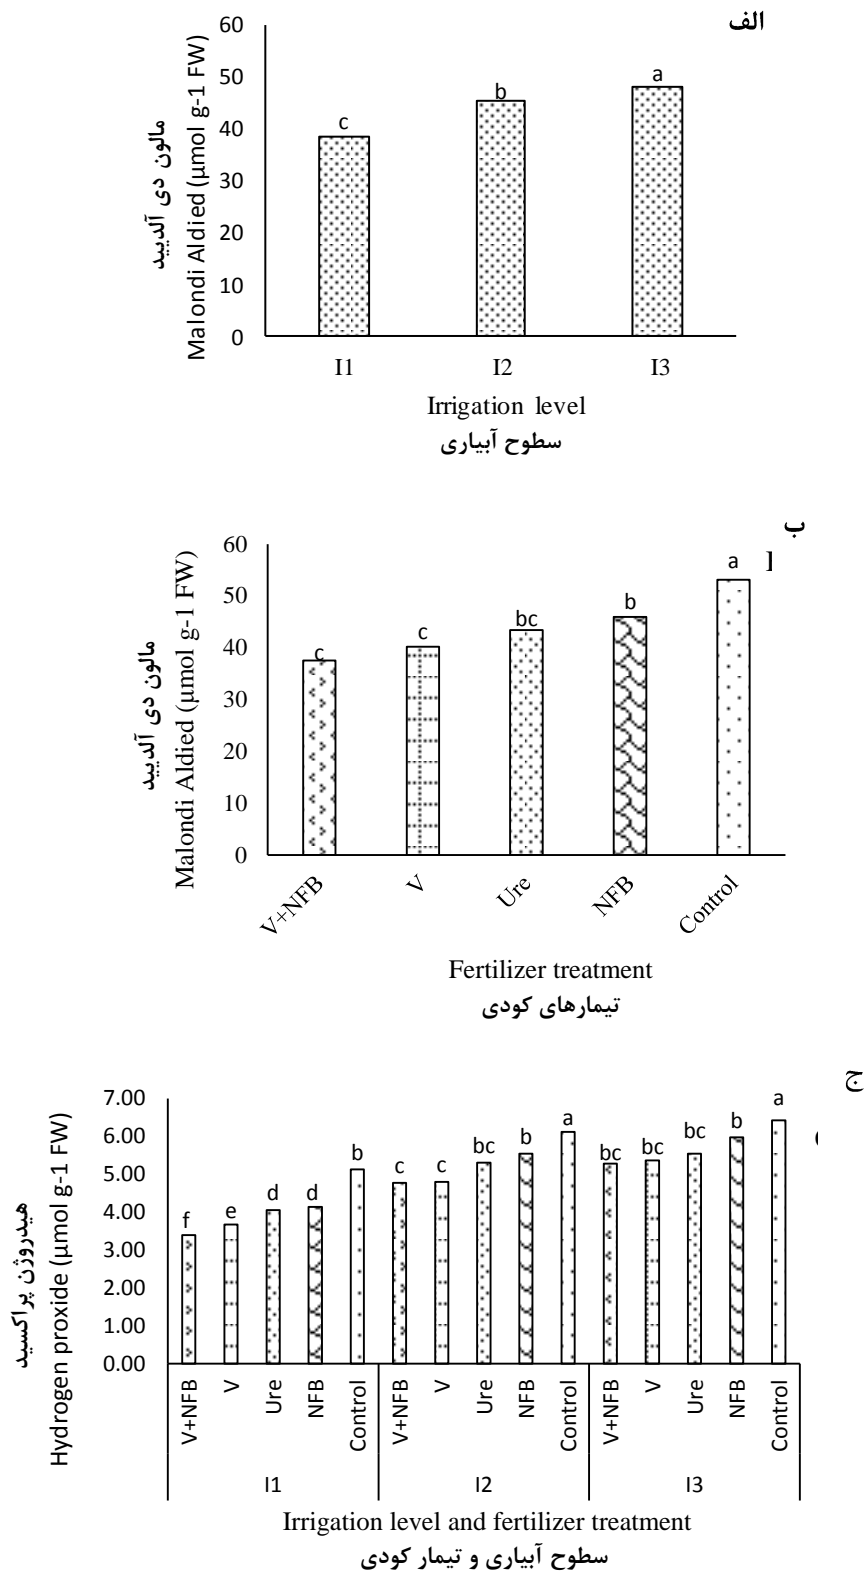 الف
مالون دی آلدیید
Malondi Aldied (µmol g-1 FW)
60
50
40
30
20
10
0
c
b
a
I1 I2 I3
Irrigation level
سطوح آبیاری
ب
مالون دی آلدیید
Malondi Aldied (µmol g-1 FW)
60
50
40
30
20
10
0
c
c
bc
b
a
V+NFB V Ure NFB Control
Fertilizer treatment
تیمارهای کودی
ج
هیدروژن پراکسید
Hydrogen proxide (µmol g-1 FW)
7.00
6.00
5.00
4.00
3.00
2.00
1.00
0.00
f e d d b c c bc b a bc bc bc b a
V+NFB V Ure NFB Control V+NFB V Ure NFB Control V+NFB V Ure NFB Control
I1 I2 I3
Irrigation level and fertilizer treatment
سطوح آبیاری و تیمار کودی